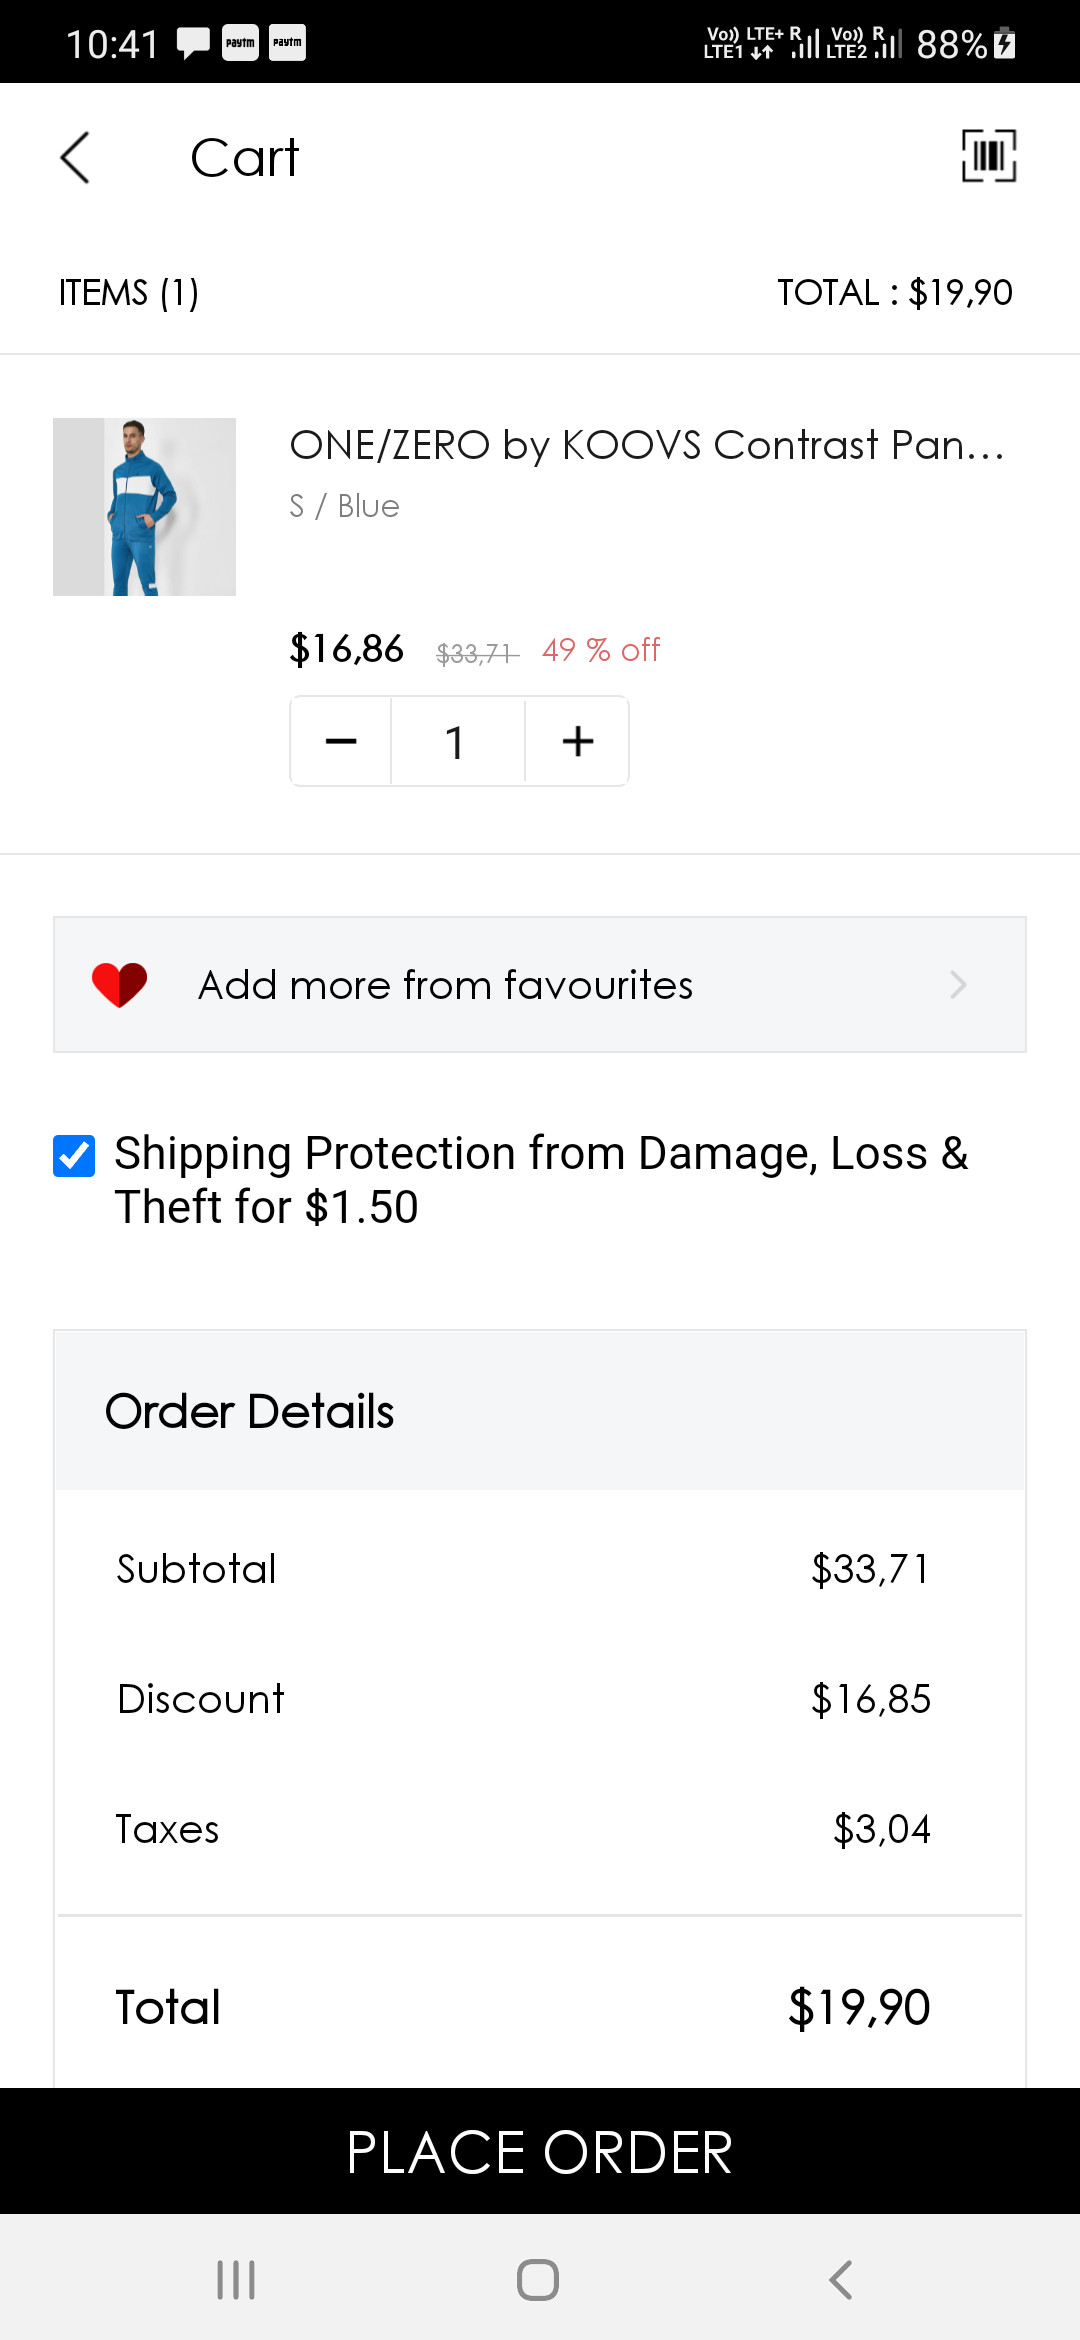 10:41 Paytm Paytm Vo)) LTE+ R Vo)) R 88%
LTE1 LTE2
Cart
ITEMS (1) TOTAL : $19,90
ONE/ZERO by KOOVS Contrast Pan...
S / Blue
$16,86 $33,71 49 % off
− 1 +
Add more from favourites
Shipping Protection from Damage, Loss &
Theft for $1.50
Order Details
Subtotal $33,71
Discount $16,85
Taxes $3,04
Total $19,90
PLACE ORDER